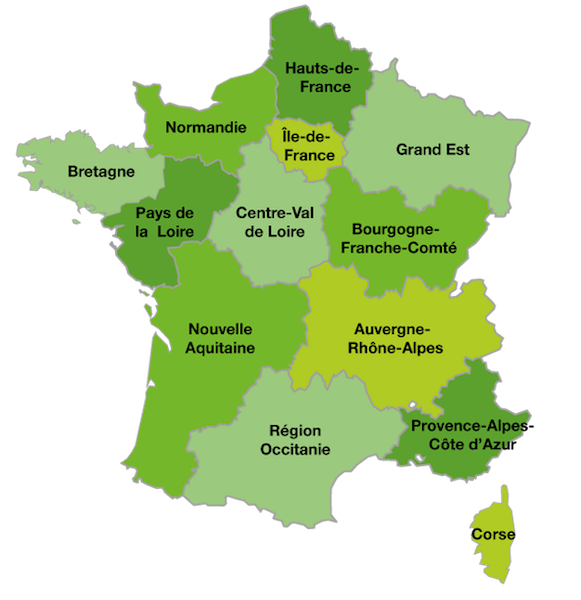 Hauts-de-
France
Normandie
Île-de-
France
Grand Est
Bretagne
Pays de
la Loire
Centre-Val
de Loire
Bourgogne-
Franche-Comté
Nouvelle
Aquitaine
Auvergne-
Rhône-Alpes
Région
Occitanie
Provence-Alpes-
Côte d’Azur
Corse